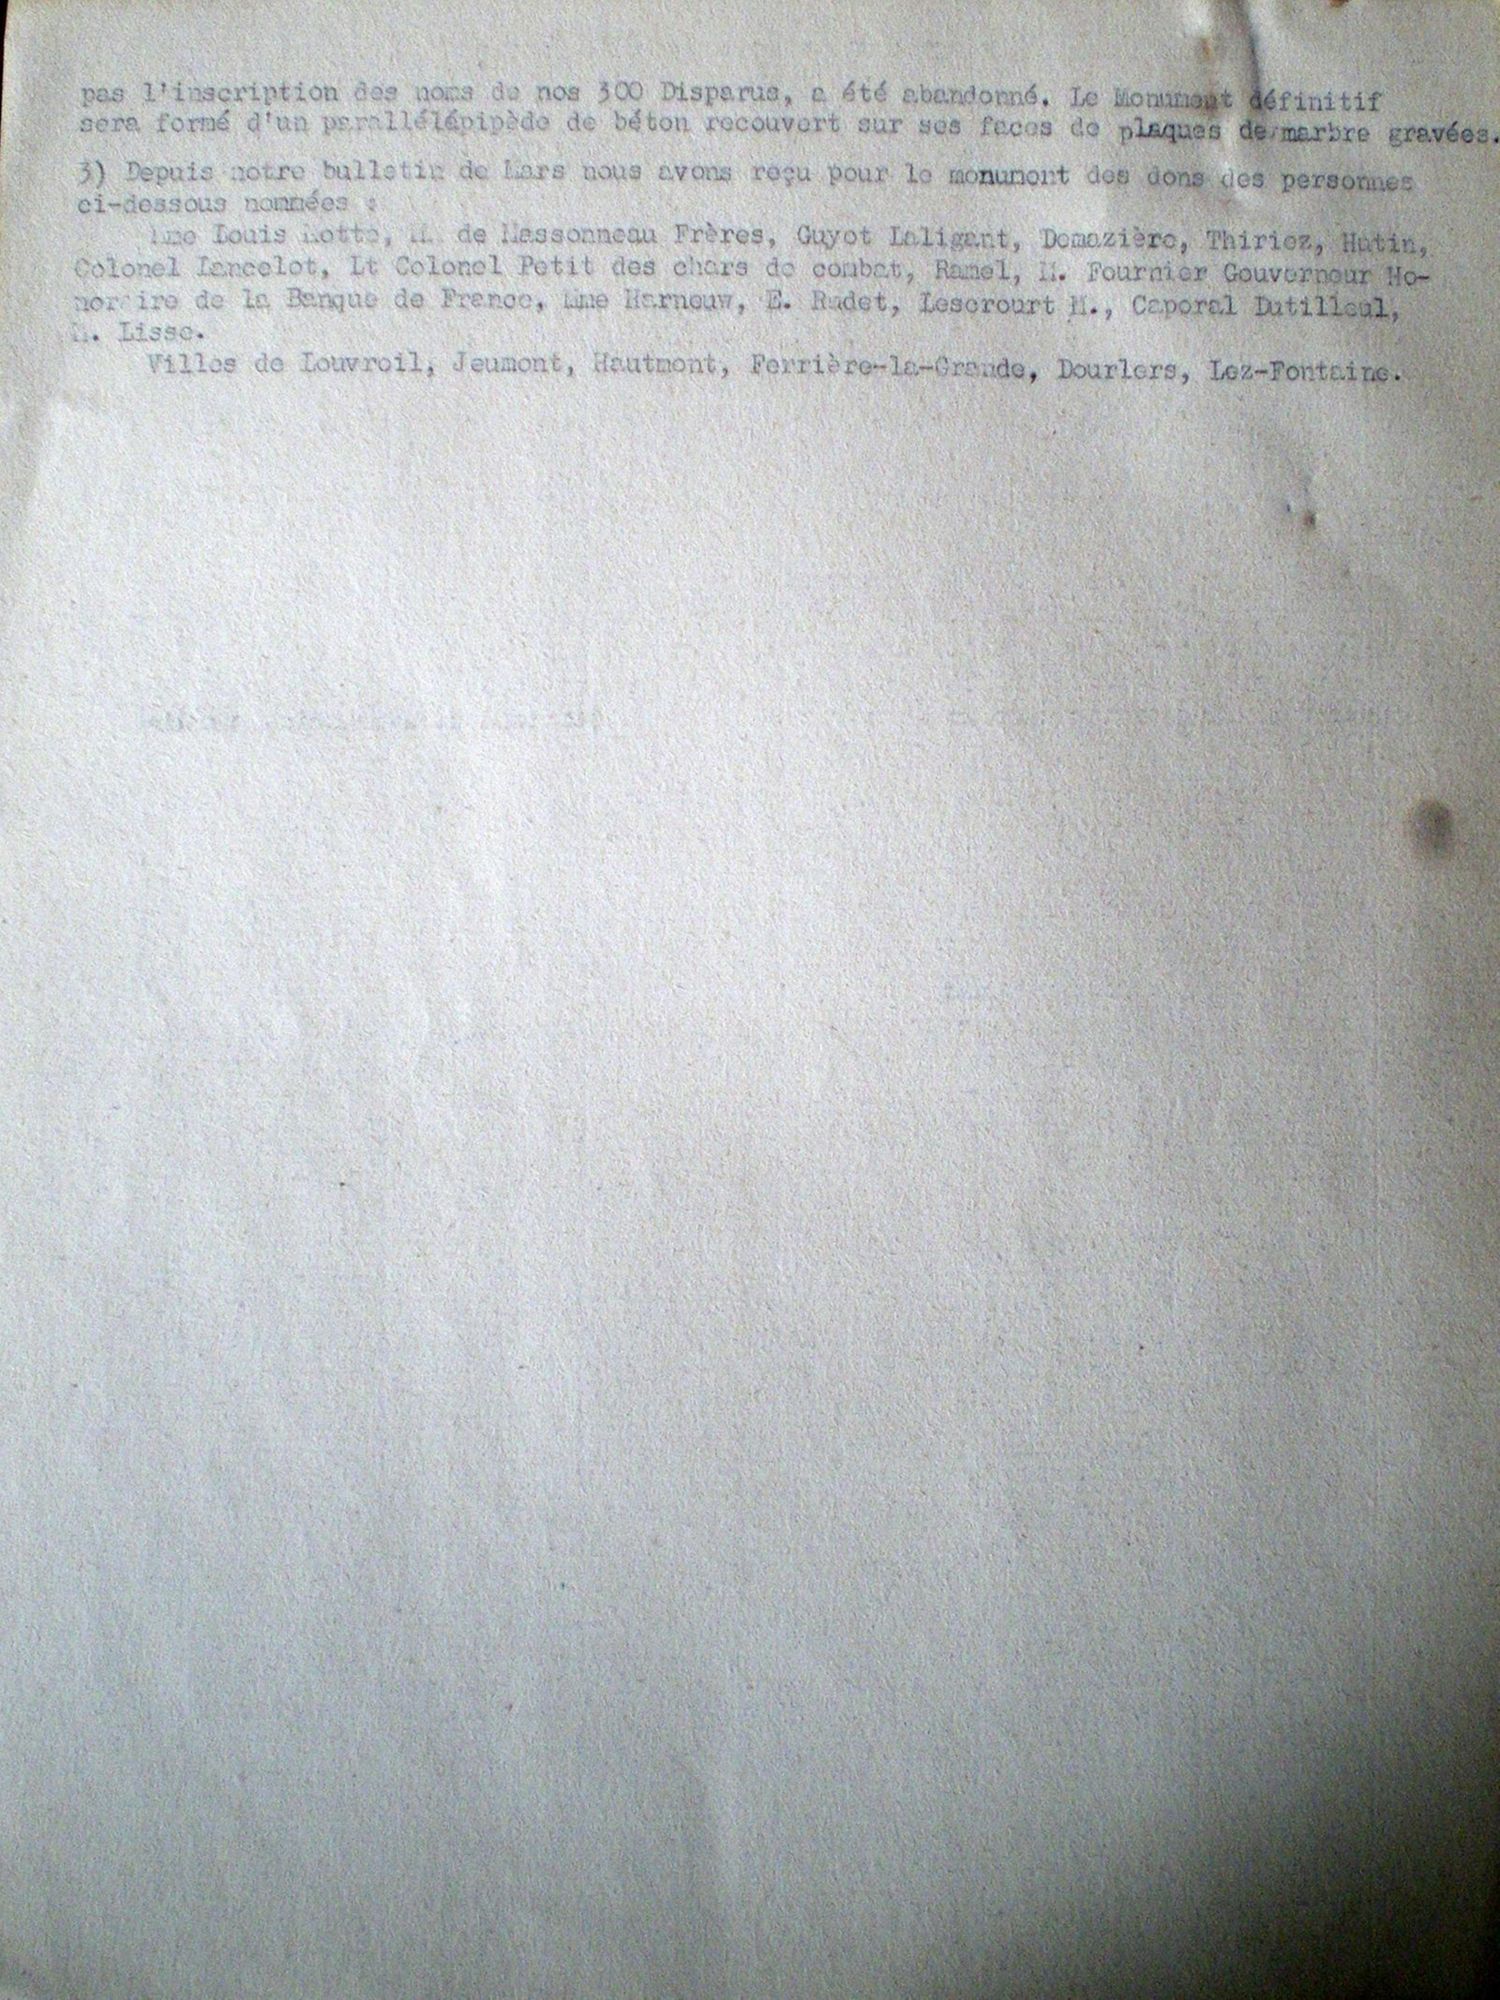 pas l'inscription des noms de nos 300 Disparus, a été abandonné. Le Monument définitif
sera formé d'un parallélépipède de béton recouvert sur ses faces de plaques de marbre gravées.
3) Depuis notre bulletin de Mars nous avons reçu pour le monument des dons des personnes
ci-dessous nommées :
Mme Louis Lotte, M. de Massonneau Frères, Guyot Laligant, Demazière, Thiriez, Hutin,
Colonel Lancelot, Lt Colonel Petit des chars de combat, Ramel, M. Fournier Gouverneur Ho-
noraire de la Banque de France, Mme Harneuw, E. Radet, Lescourt M., Caporal Dutilleul,
M. Lisse.
Villes de Louvroil, Jeumont, Hautmont, Ferrière-la-Grande, Dourlers, Lez-Fontaine.